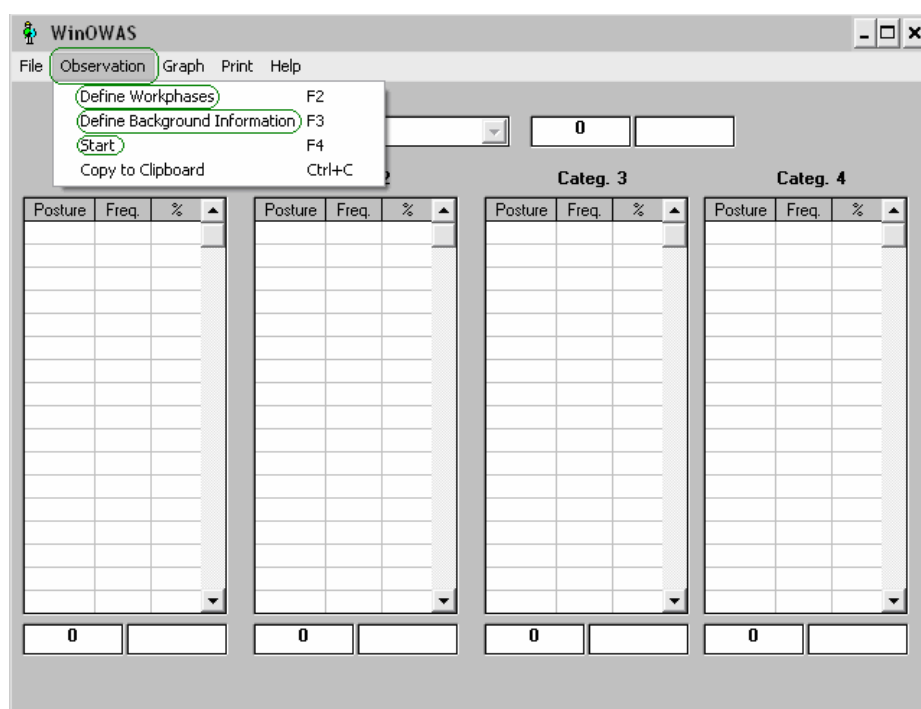 WinOWAS
File Observation Graph Print Help
Define Workphases F2
Define Background Information F3
Start F4
Copy to Clipboard Ctrl+C
0
Categ. 3 Categ. 4
Posture Freq. % Posture Freq. % Posture Freq. % Posture Freq. %
0 0 0 0